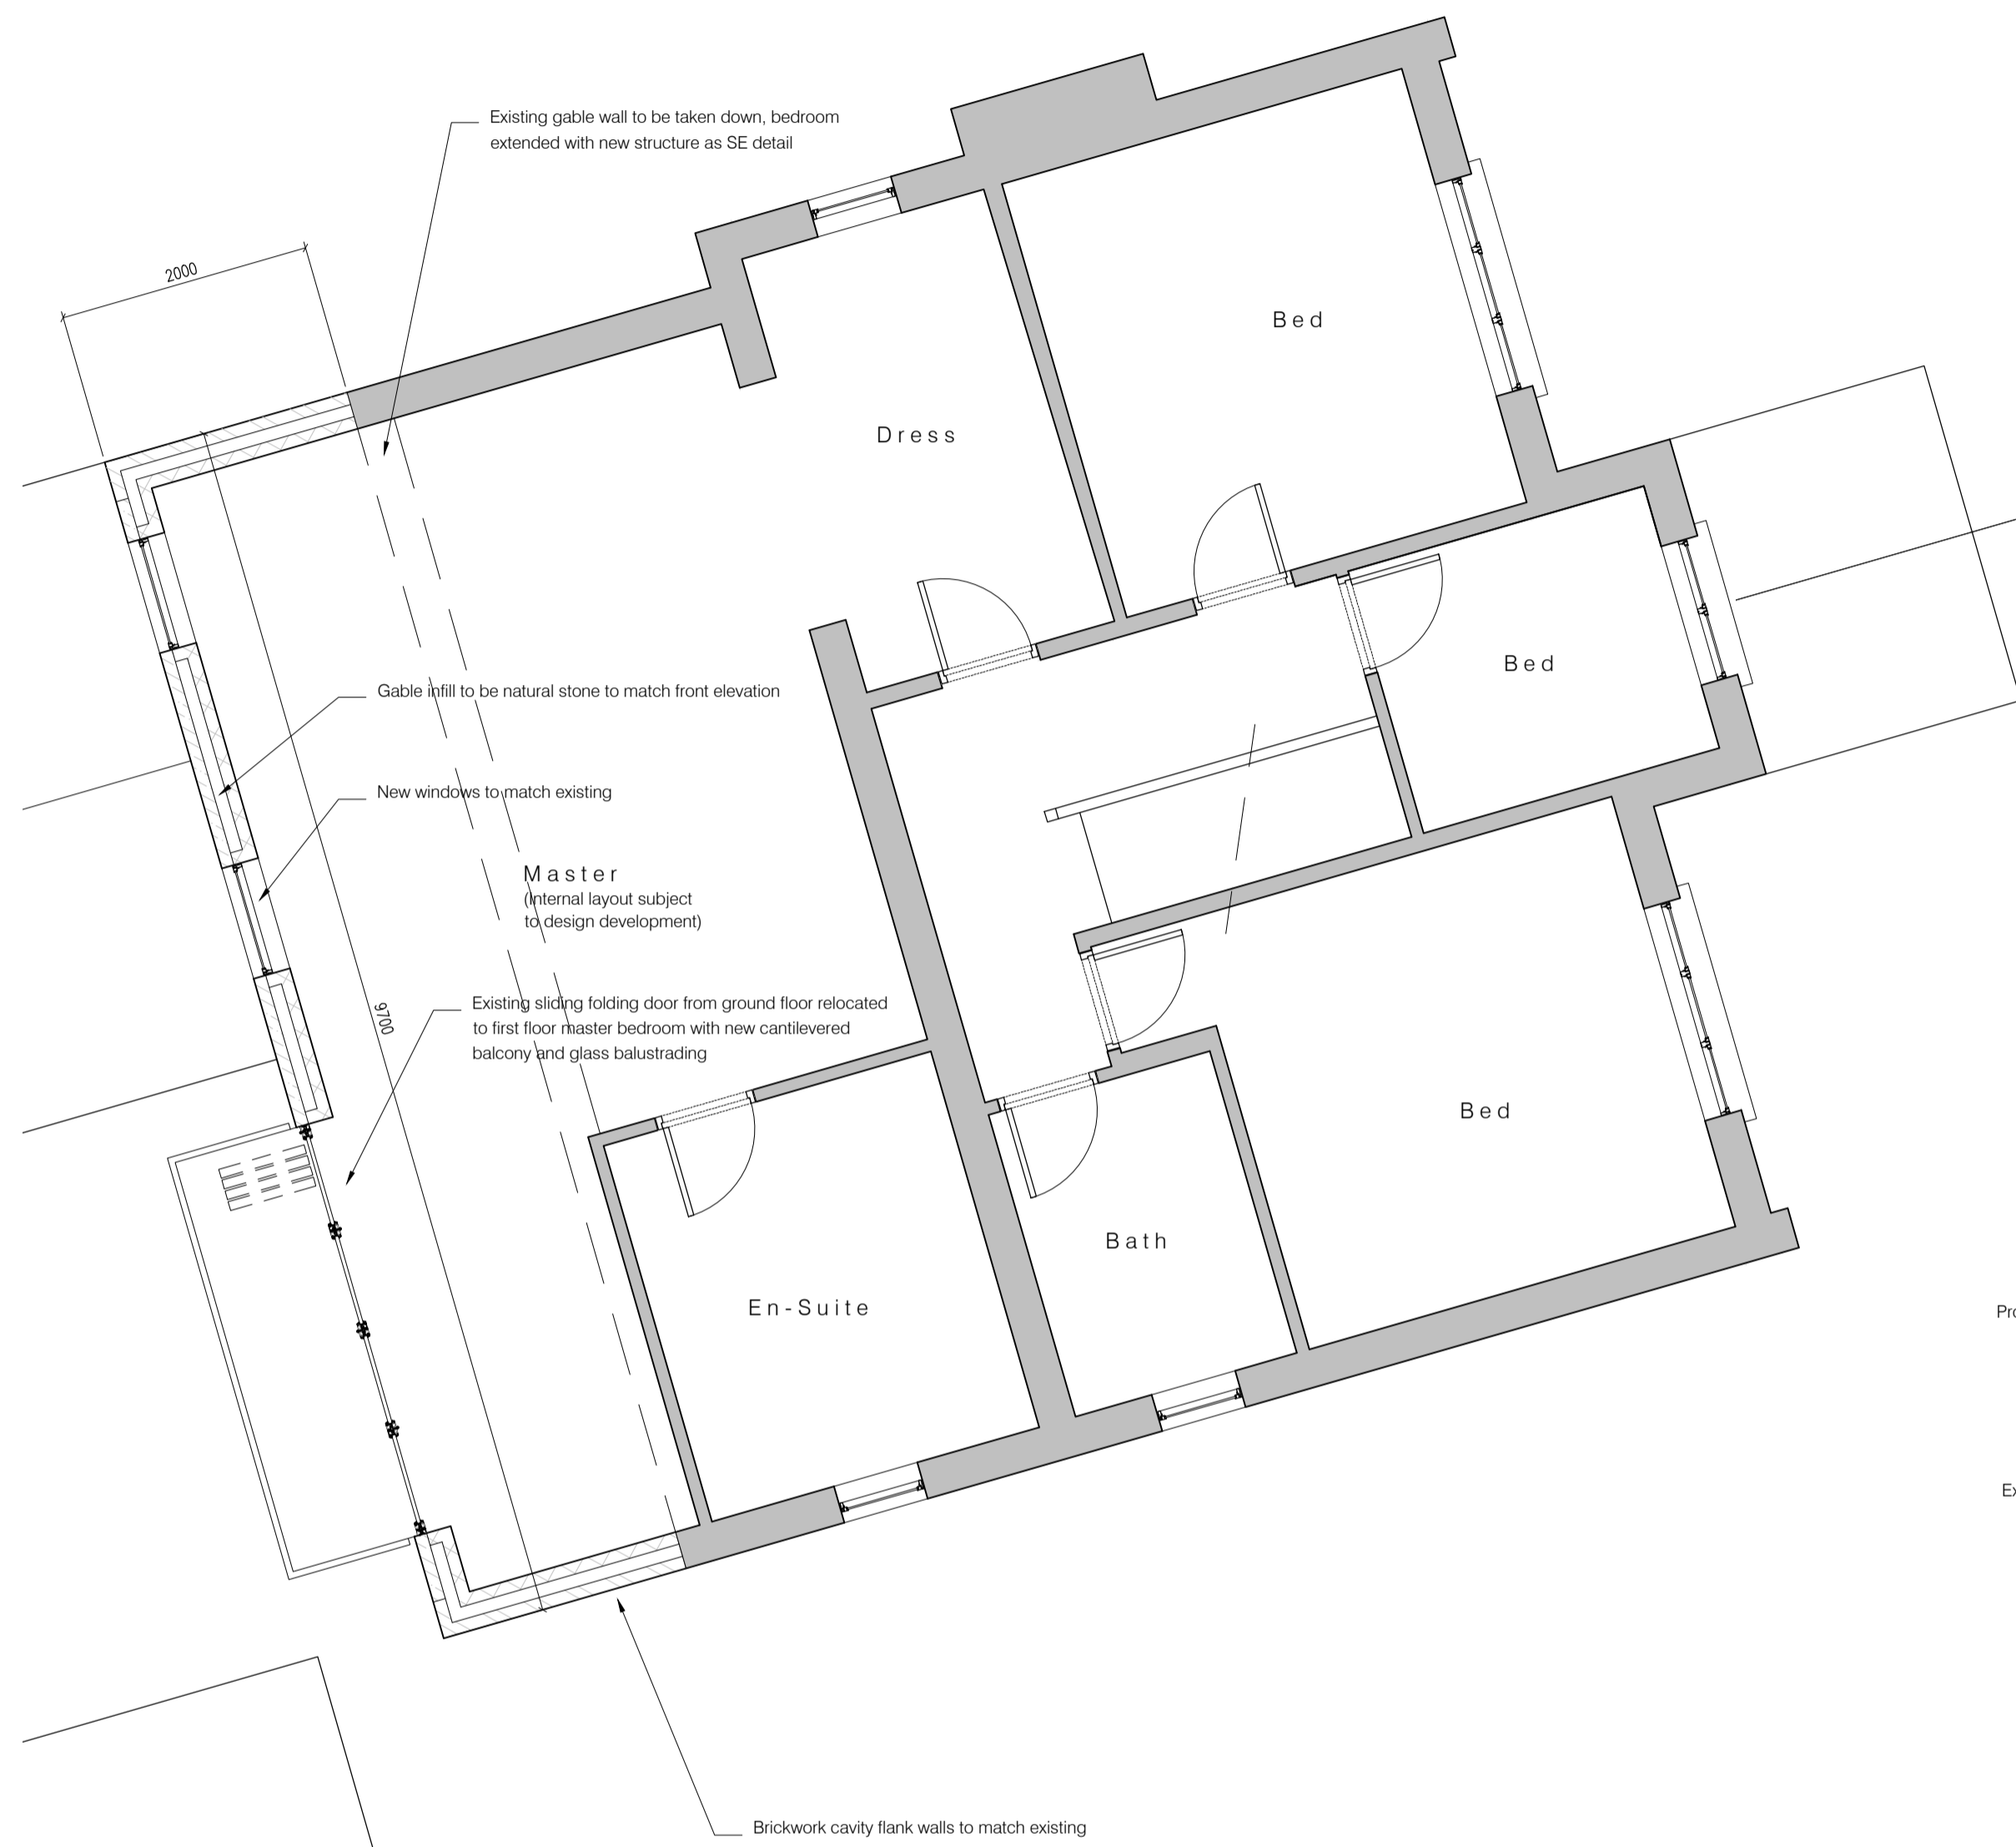 Existing gable wall to be taken down, bedroom
extended with new structure as SE detail
2000
Bed
Dress
Bed
Gable infill to be natural stone to match front elevation
New windows to match existing
Master
(Internal layout subject
to design development)
Existing sliding folding door from ground floor relocated
to first floor master bedroom with new cantilevered
balcony and glass balustrading
9700
Bed
Bath
En-Suite
Pro
Ex
Brickwork cavity flank walls to match existing